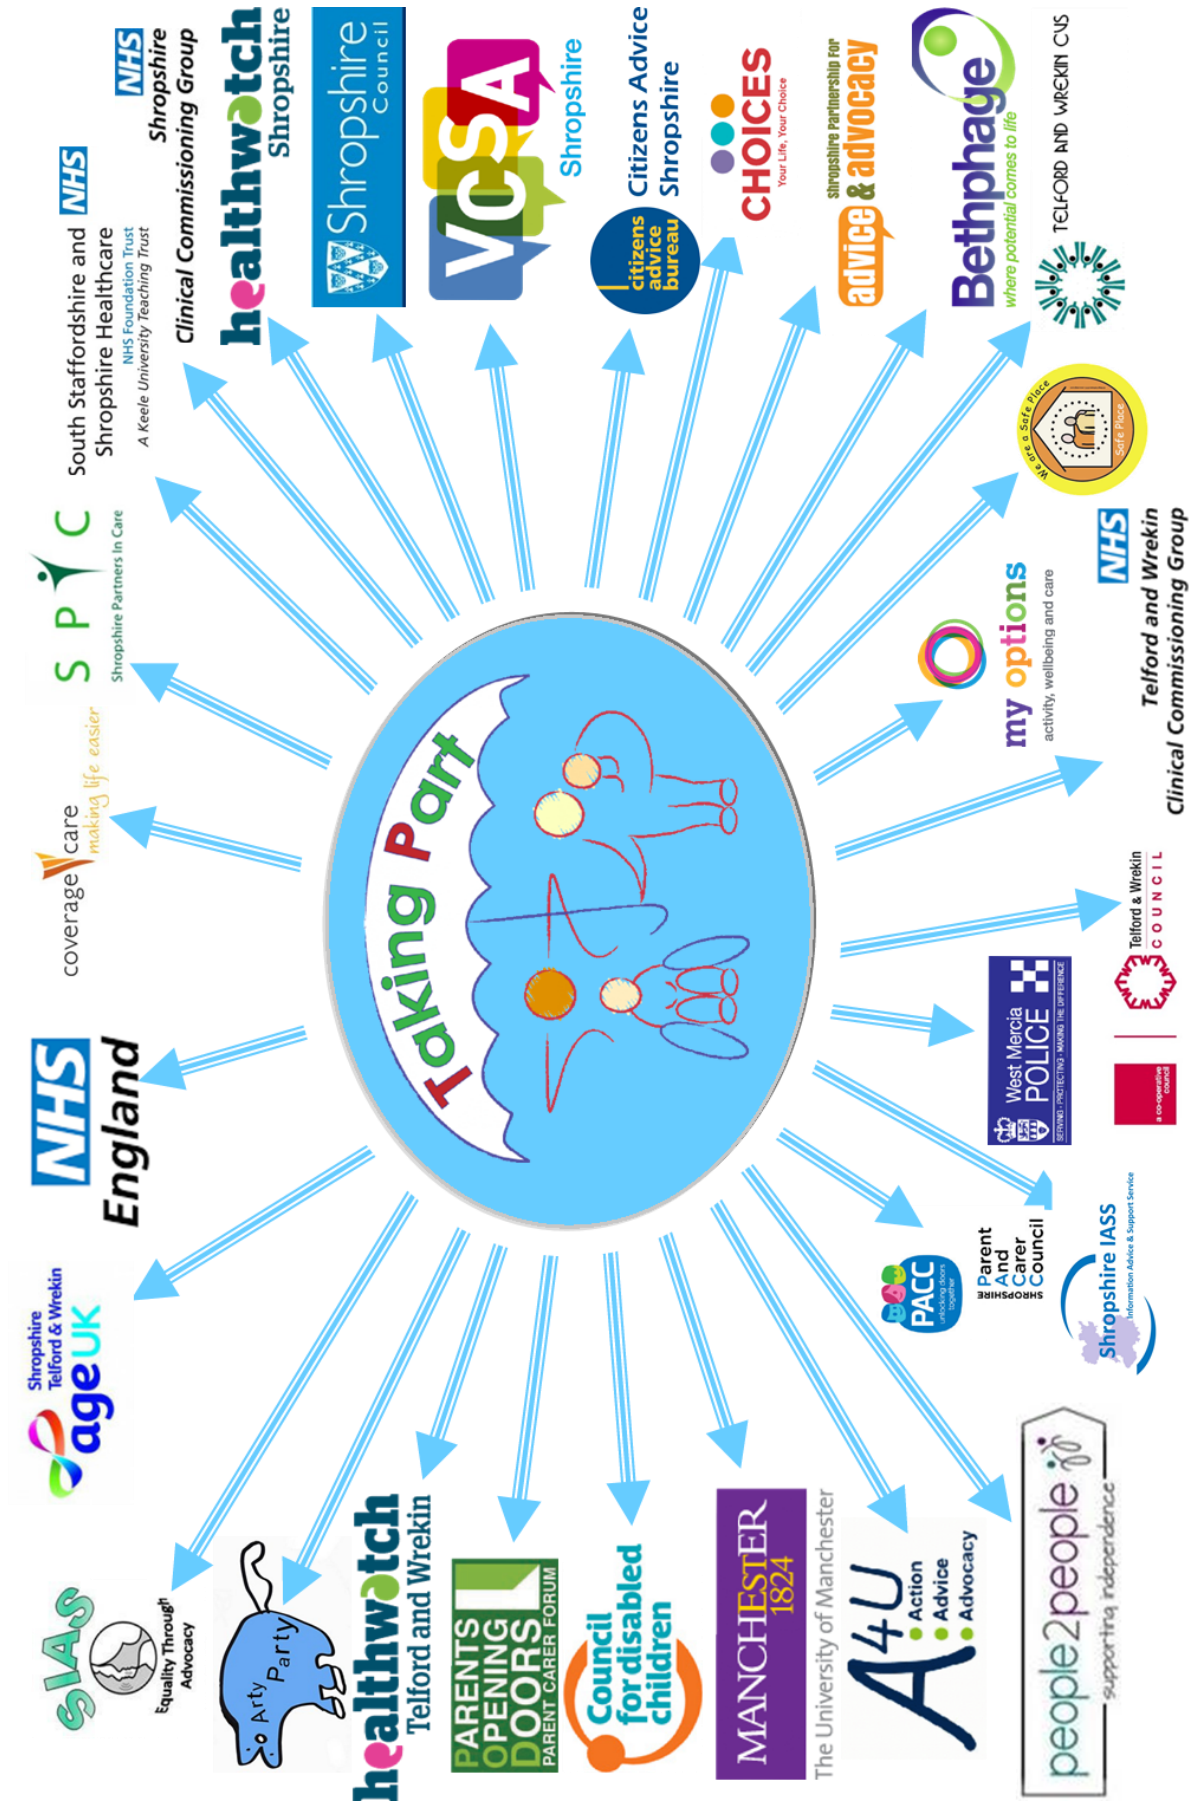 Taking Part
SIAS
Equality Through
Advocacy
Shropshire
Telford & Wrekin
age UK
NHS
England
coverage care
making life easier
S P I C
Shropshire Partners In Care
NHS
South Staffordshire and
Shropshire Healthcare
NHS Foundation Trust
A Keele University Teaching Trust
NHS
Shropshire
Clinical Commissioning Group
healthwatch
Shropshire
Shropshire
Council
VCSA
Shropshire
citizens
advice
bureau
Citizens Advice
Shropshire
CHOICES
Your Life, Your Choice
Shropshire Partnership For
advice & advocacy
Bethphage
where potential comes to life
TELFORD AND WREKIN CVS
We are a Safe Place
Safe Place
my options
activity, wellbeing and care
NHS
Telford and Wrekin
Clinical Commissioning Group
Telford & Wrekin
COUNCIL
a co-operative
council
West Mercia
POLICE
SERVING - PROTECTING - MAKING THE DIFFERENCE
PACC
unlocking doors
together
Parent
And
Carer
Council
SHROPSHIRE
Shropshire IASS
Information Advice & Support Service
people2people
supporting independence
A4U
Action
Advice
Advocacy
MANCHESTER
1824
The University of Manchester
Council
for disabled
children
PARENTS
OPENING
DOORS
PARENT CARER FORUM
healthwatch
Telford and Wrekin
Arty
Party